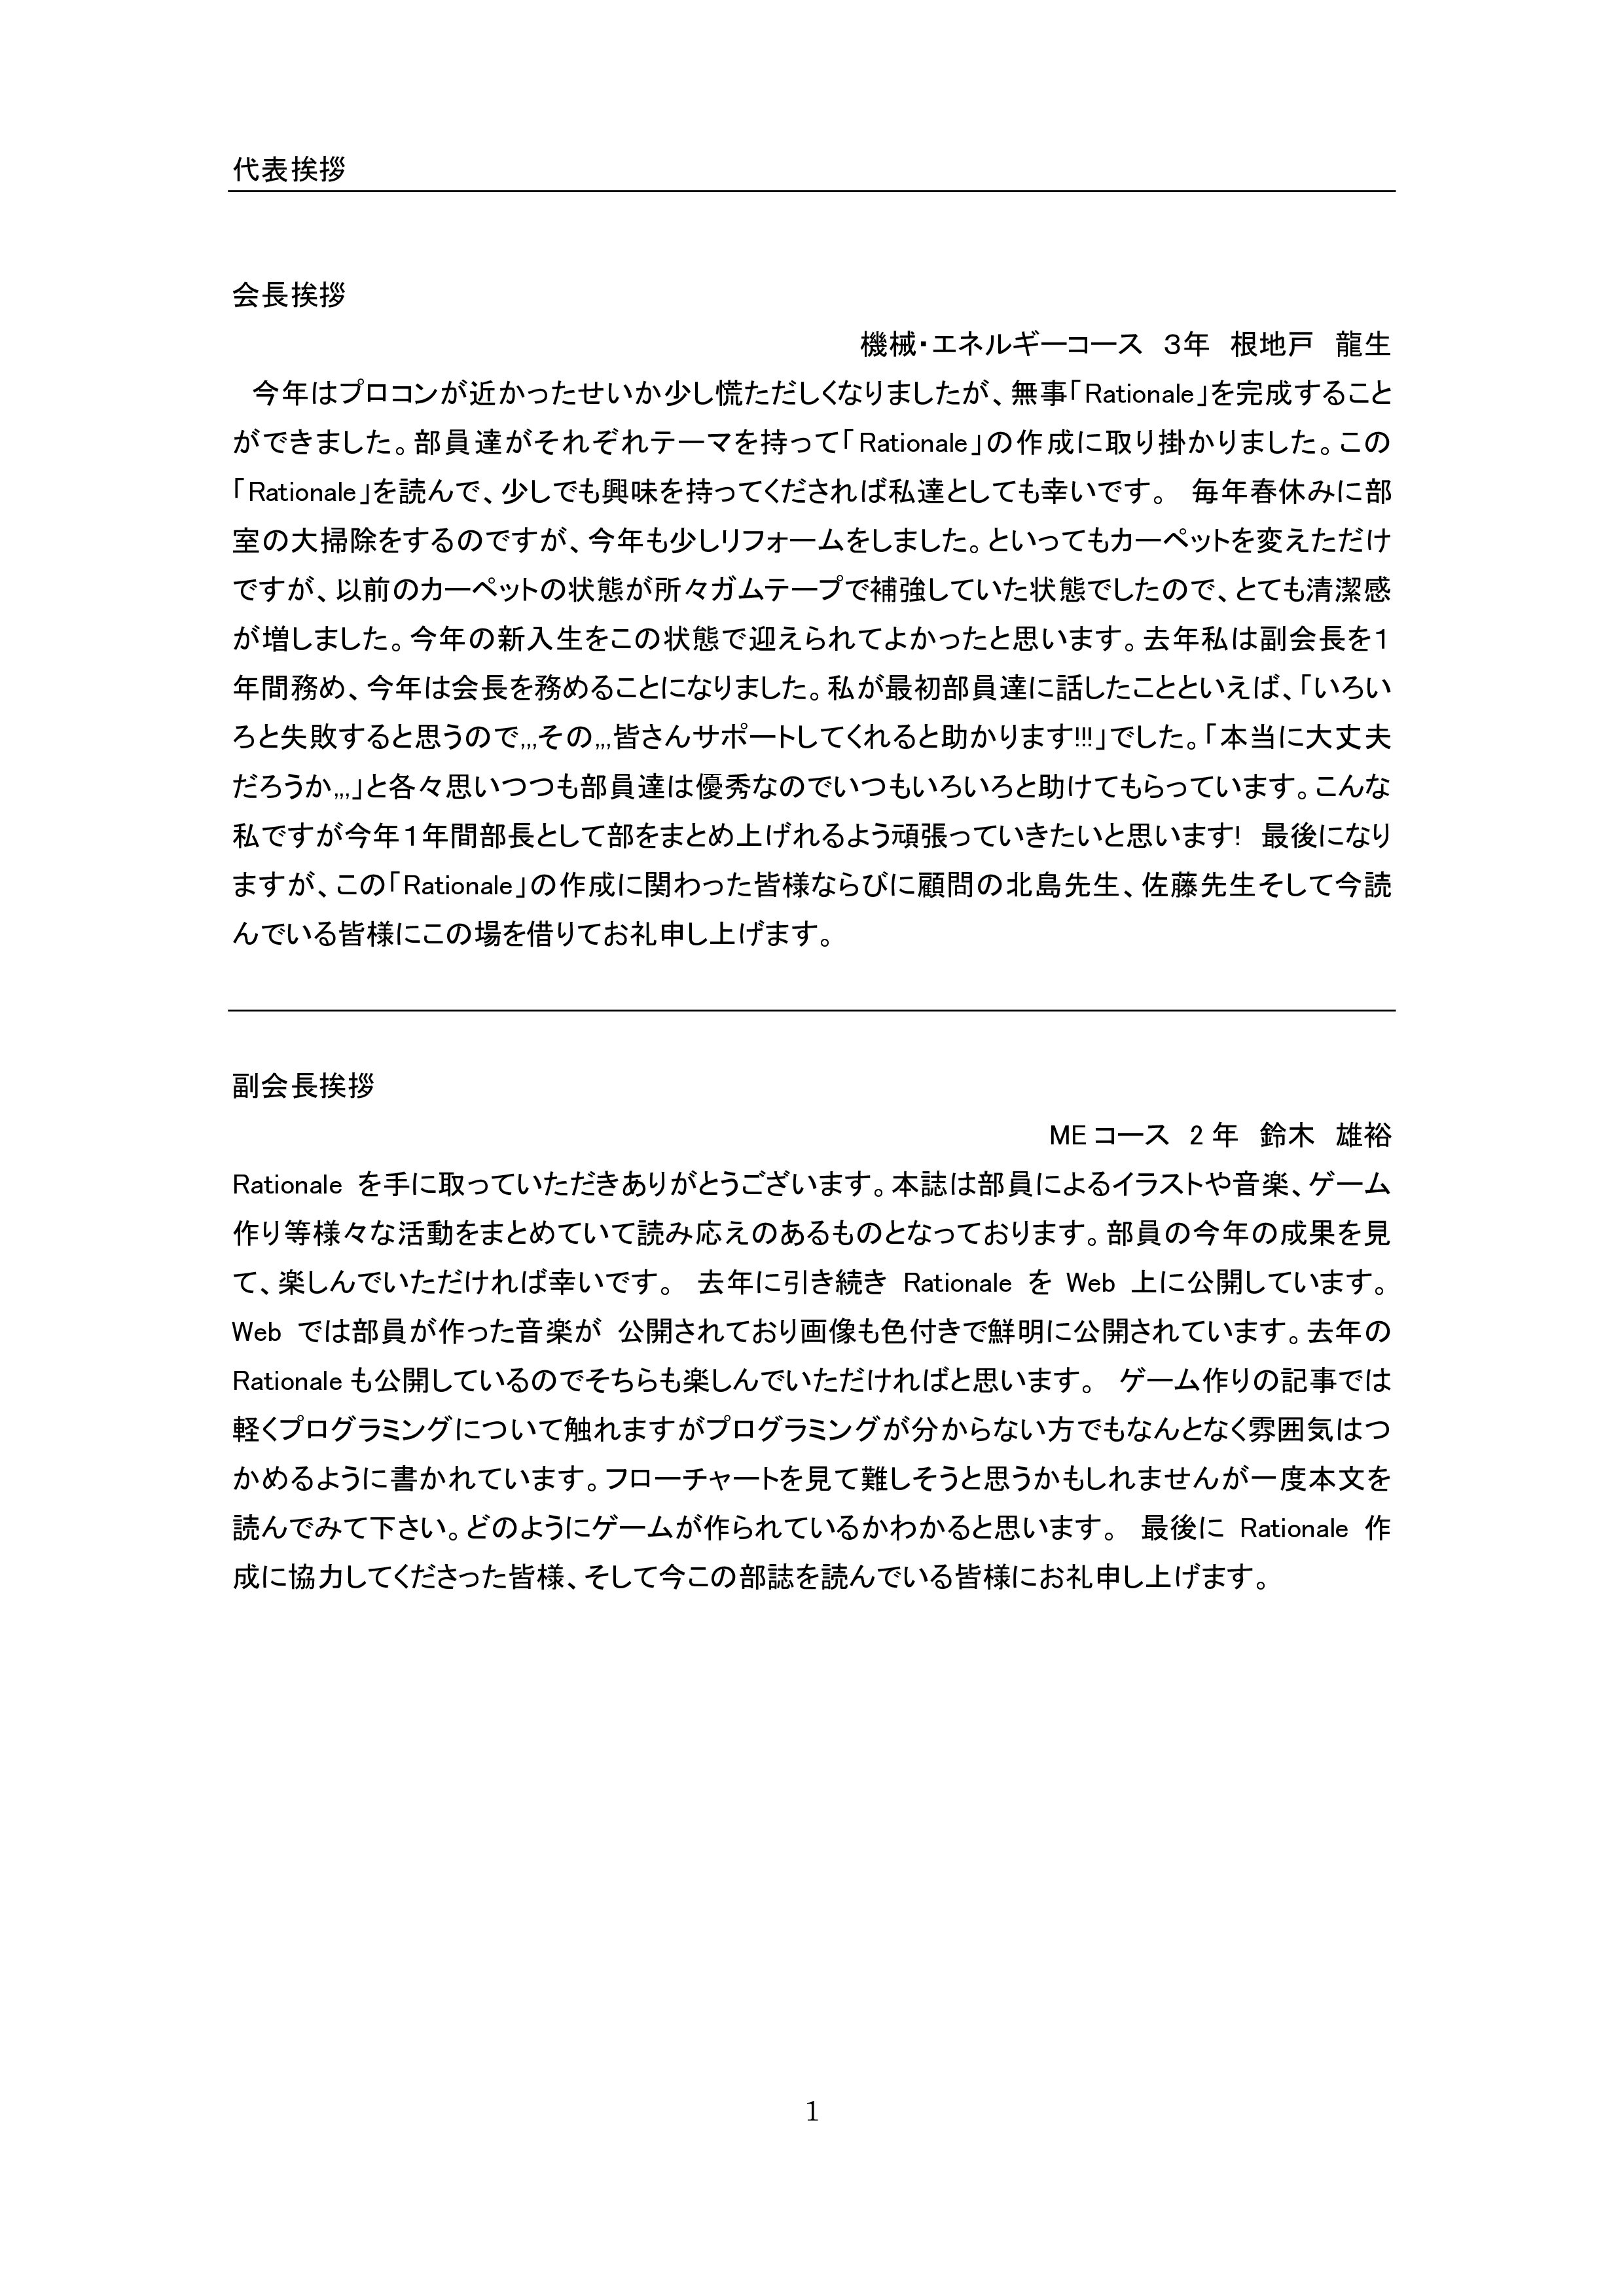 代表挨拶
会長挨拶
機械・エネルギーコース　3年　根地戸　龍生
今年はプロコンが近かったせいか少し慌ただしくなりましたが、無事「Rationale」を完成すること
ができました。部員達がそれぞれテーマを持って「Rationale」の作成に取り掛かりました。この
「Rationale」を読んで、少しでも興味を持ってくだされば私達としても幸いです。　毎年春休みに部
室の大掃除をするのですが、今年も少しリフォームをしました。といってもカーペットを変えただけ
ですが、以前のカーペットの状態が所々ガムテープで補強していた状態でしたので、とても清潔感
が増しました。今年の新入生をこの状態で迎えられてよかったと思います。去年私は副会長を1
年間務め、今年は会長を務めることになりました。私が最初部員達に話したことといえば、「いろい
ろと失敗すると思うので,,,その,,,皆さんサポートしてくれると助かります!!!」でした。「本当に大丈夫
だろうか,,,」と各々思いつつも部員達は優秀なのでいつもいろいろと助けてもらっています。こんな
私ですが今年1年間部長として部をまとめ上げれるよう頑張っていきたいと思います!　最後になり
ますが、この「Rationale」の作成に関わった皆様ならびに顧問の北島先生、佐藤先生そして今読
んでいる皆様にこの場を借りてお礼申し上げます。
副会長挨拶
ME コース　2 年　鈴木　雄裕
Rationale を手に取っていただきありがとうございます。本誌は部員によるイラストや音楽、ゲーム
作り等様々な活動をまとめていて読み応えのあるものとなっております。部員の今年の成果を見
て、楽しんでいただければ幸いです。　去年に引き続き Rationale を Web 上に公開しています。
Web では部員が作った音楽が 公開されており画像も色付きで鮮明に公開されています。去年の
Rationale も公開しているのでそちらも楽しんでいただければと思います。　ゲーム作りの記事では
軽くプログラミングについて触れますがプログラミングが分からない方でもなんとなく雰囲気はつ
かめるように書かれています。フローチャートを見て難しそうと思うかもしれませんが一度本文を
読んでみて下さい。どのようにゲームが作られているかわかると思います。　最後に Rationale 作
成に協力してくださった皆様、そして今この部誌を読んでいる皆様にお礼申し上げます。
1